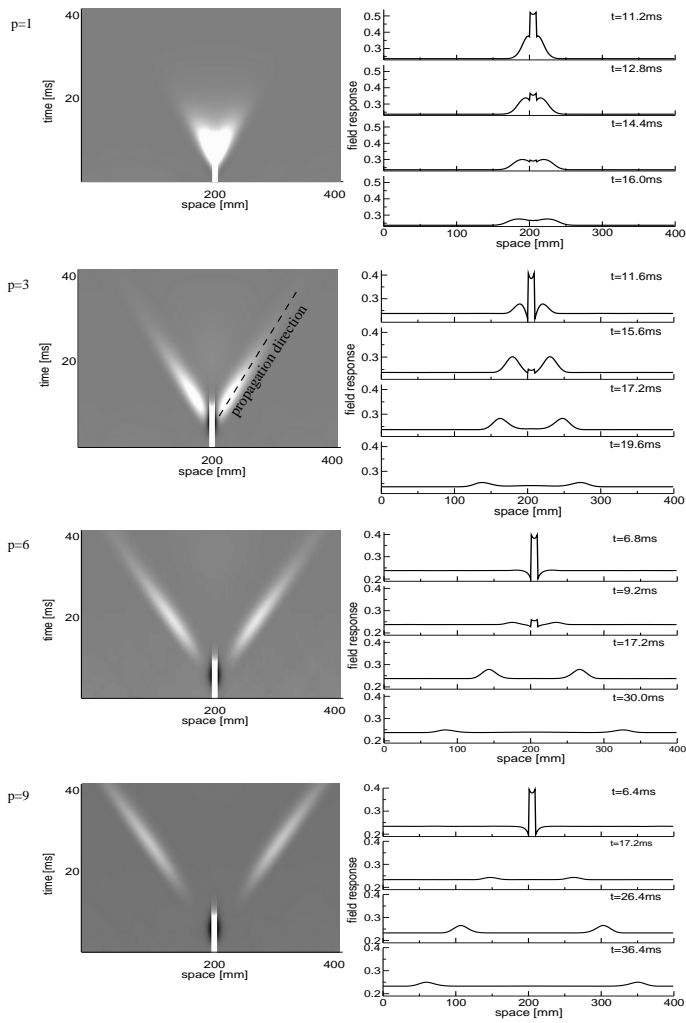 p=1
40
20
time [ms]
200
400
space [mm]
t=11.2ms
0.5
0.4
0.3
t=12.8ms
0.5
0.4
0.3
field response
t=14.4ms
0.5
0.4
0.3
t=16.0ms
0.5
0.4
0.3
0
100
200
300
400
space [mm]
p=3
40
20
time [ms]
propagation direction
200
400
space [mm]
t=11.6ms
0.4
0.3
t=15.6ms
0.4
0.3
field response
t=17.2ms
0.4
0.3
t=19.6ms
0.3
0
100
200
300
400
space [mm]
p=6
40
20
time [ms]
200
400
space [mm]
t=6.8ms
0.4
0.3
0.2
t=9.2ms
0.4
0.3
0.2
field response
t=17.2ms
0.4
0.3
0.2
t=30.0ms
0.4
0.3
0.2
0
100
200
300
400
space [mm]
p=9
40
20
time [ms]
200
400
space [mm]
t=6.4ms
0.4
0.3
0.2
t=17.2ms
0.4
0.3
0.2
field response
t=26.4ms
0.4
0.3
0.2
t=36.4ms
0.4
0.3
0.2
0
100
200
300
400
space [mm]